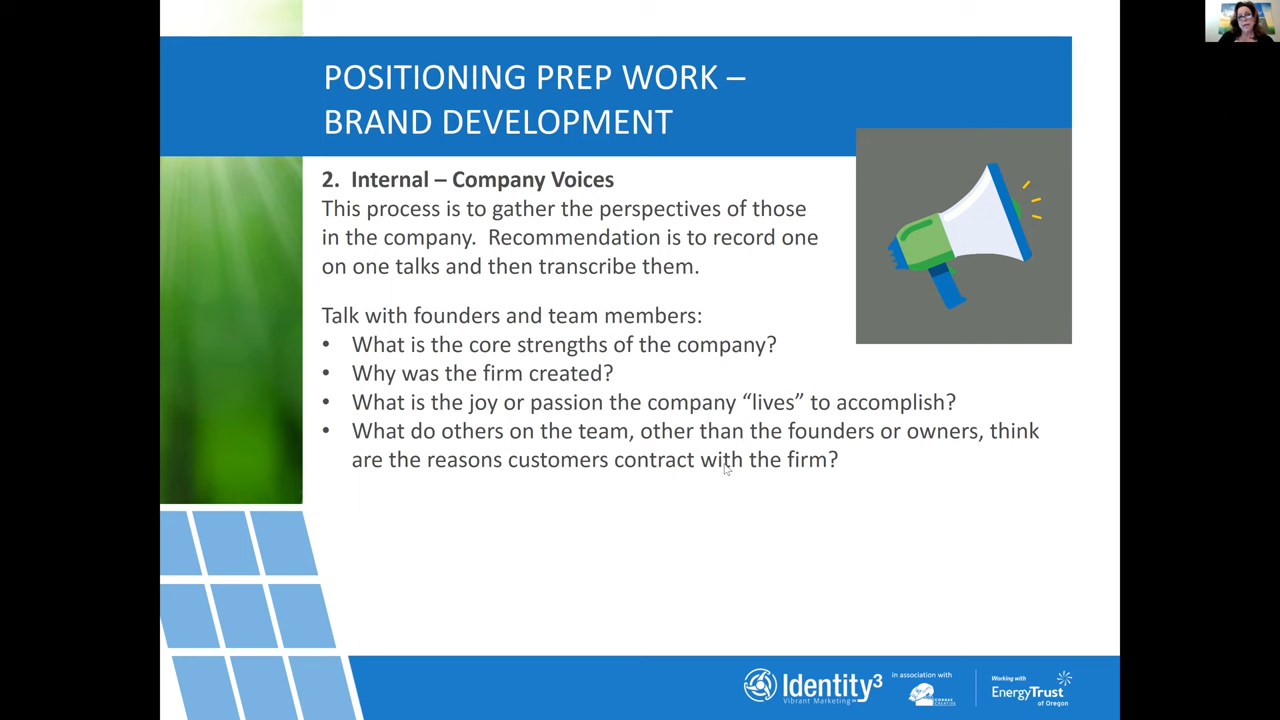 POSITIONING PREP WORK –
BRAND DEVELOPMENT
2. Internal – Company Voices
This process is to gather the perspectives of those
in the company. Recommendation is to record one
on one talks and then transcribe them.
Talk with founders and team members:
• What is the core strengths of the company?
• Why was the firm created?
• What is the joy or passion the company “lives” to accomplish?
• What do others on the team, other than the founders or owners, think
are the reasons customers contract with the firm?
Identity3
Vibrant Marketing
in association with
Working with
EnergyTrust
of Oregon